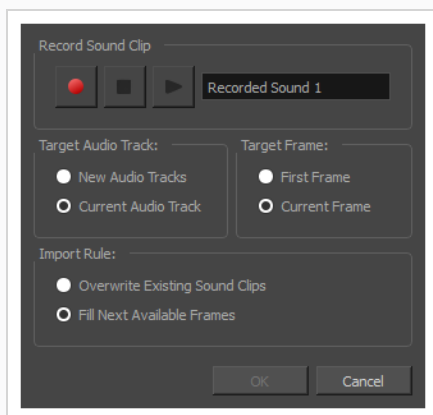 Record Sound Clip
Recorded Sound 1
Target Audio Track:
New Audio Tracks
Current Audio Track
Target Frame:
First Frame
Current Frame
Import Rule:
Overwrite Existing Sound Clips
Fill Next Available Frames
OK
Cancel